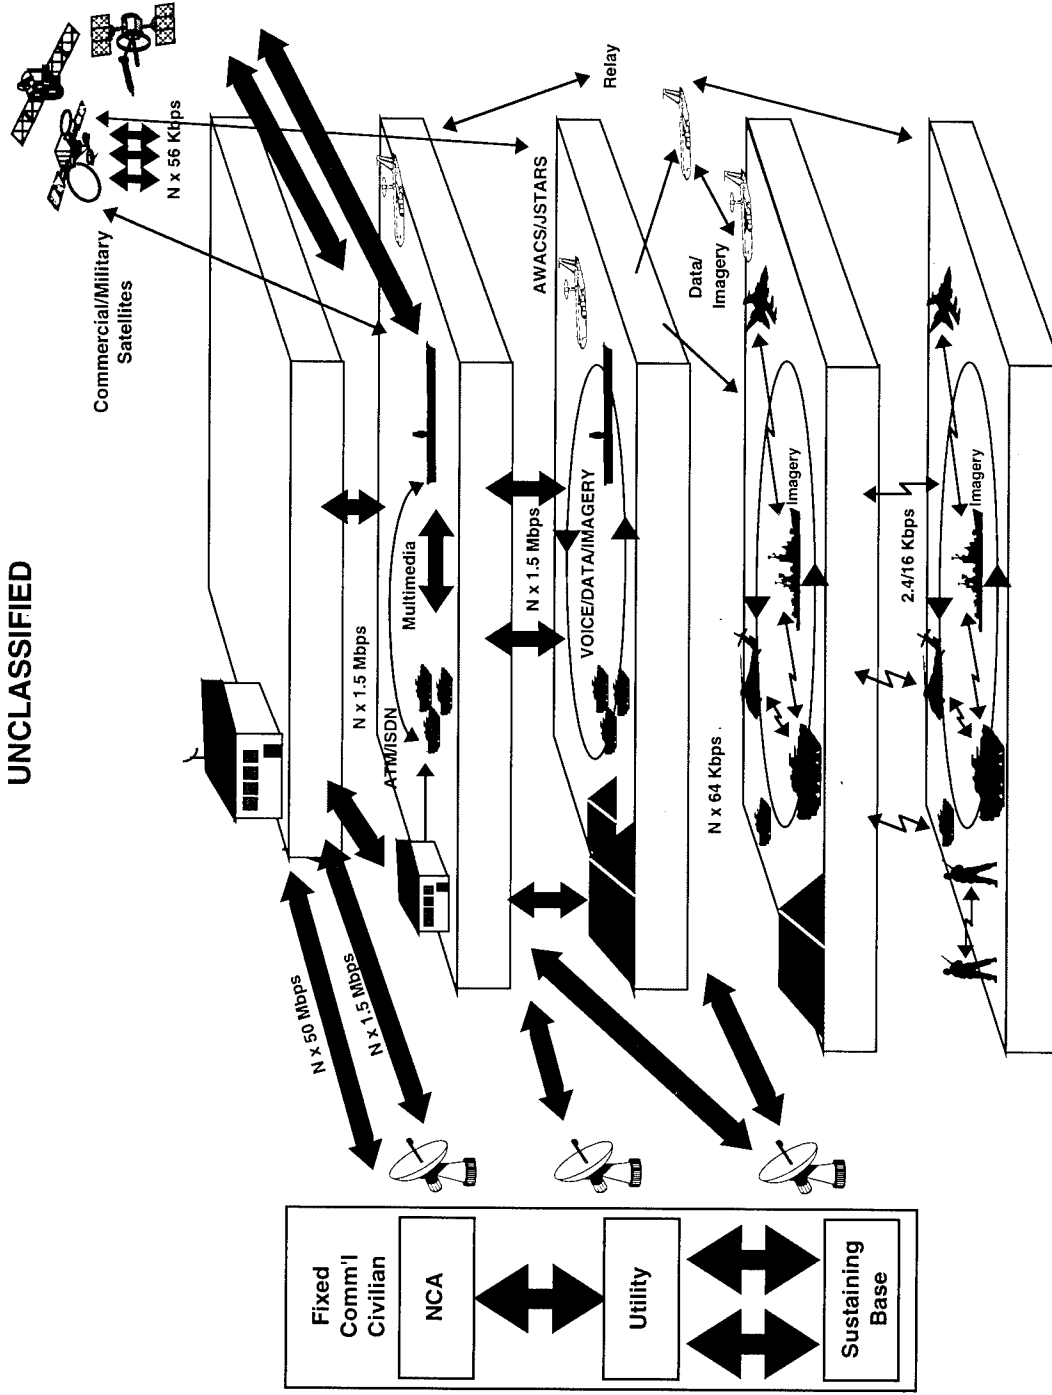 UNCLASSIFIED
Commercial/Military
Satellites
N x 56 Kbps
Relay
AWACS/JSTARS
Data/
Imagery
N x 1.5 Mbps
ATM/ISDN
Multimedia
N x 1.5 Mbps
VOICE/DATA/IMAGERY
N x 64 Kbps
Imagery
2.4/16 Kbps
Imagery
N x 50 Mbps
N x 1.5 Mbps
Fixed
Comm'l
Civilian
NCA
Utility
Sustaining
Base